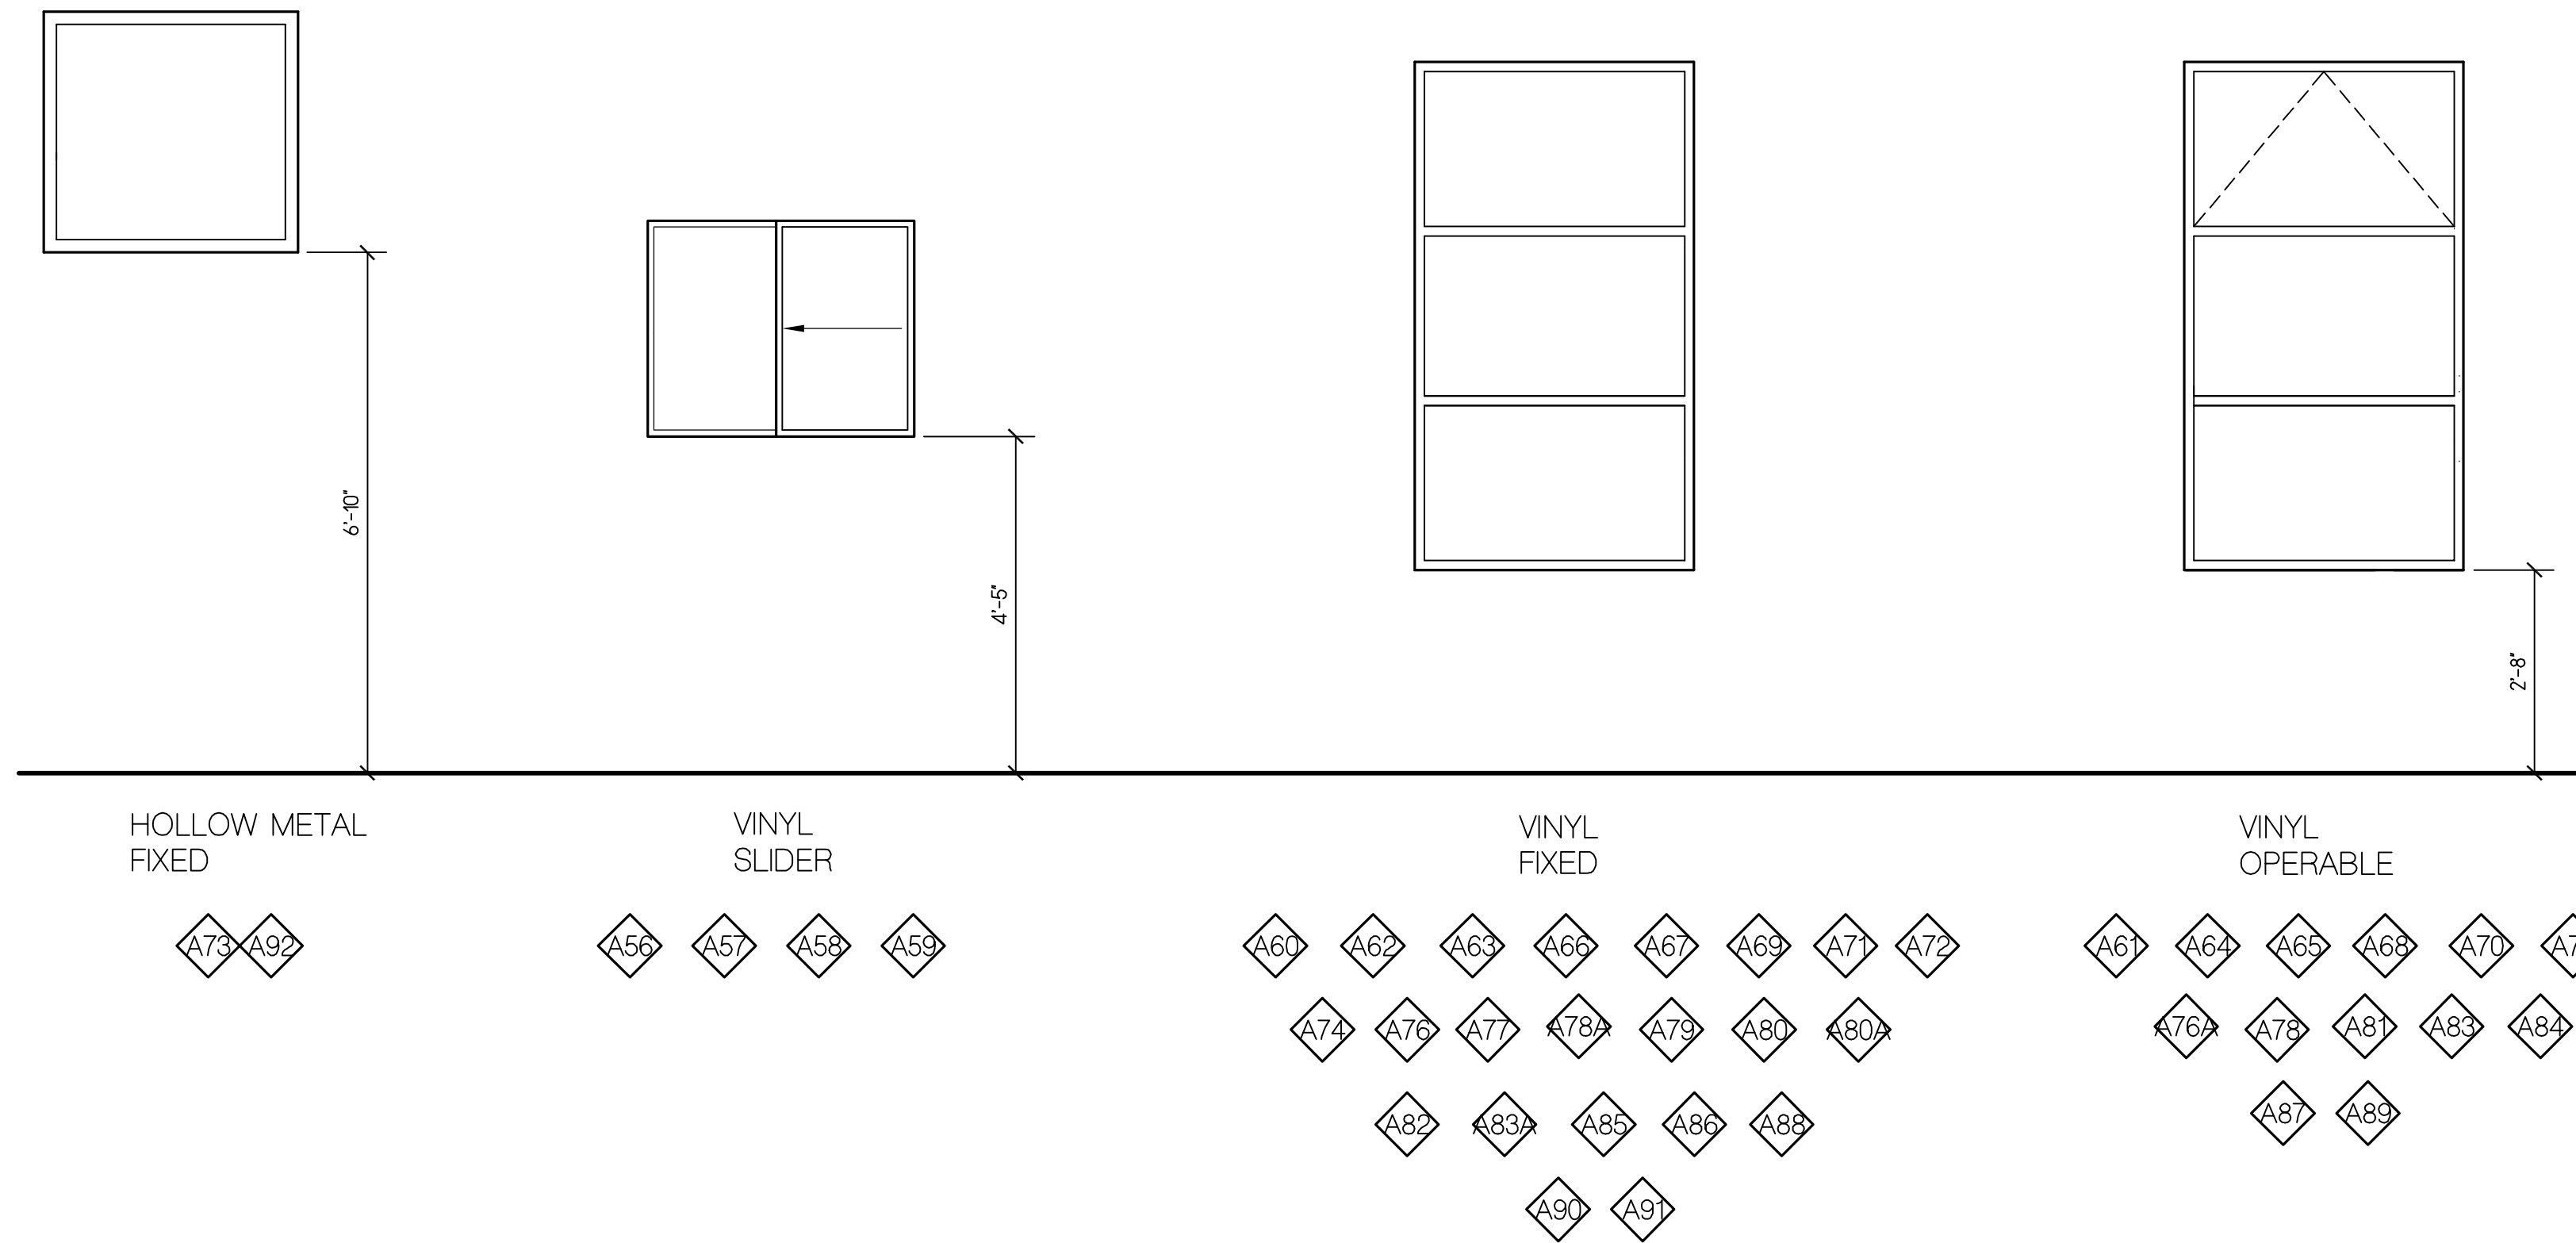 6'-10"
4'-5"
2'-8"
HOLLOW METAL
FIXED
VINYL
SLIDER
VINYL
FIXED
VINYL
OPERABLE
A73 A92
A56 A57 A58 A59
A60 A62 A63 A66 A67 A69 A71 A72
A74 A76 A77 A78A A79 A80 A80A
A82 A83A A85 A86 A88
A90 A91
A61 A64 A65 A68 A70
A76A A78 A81 A83 A84
A87 A89